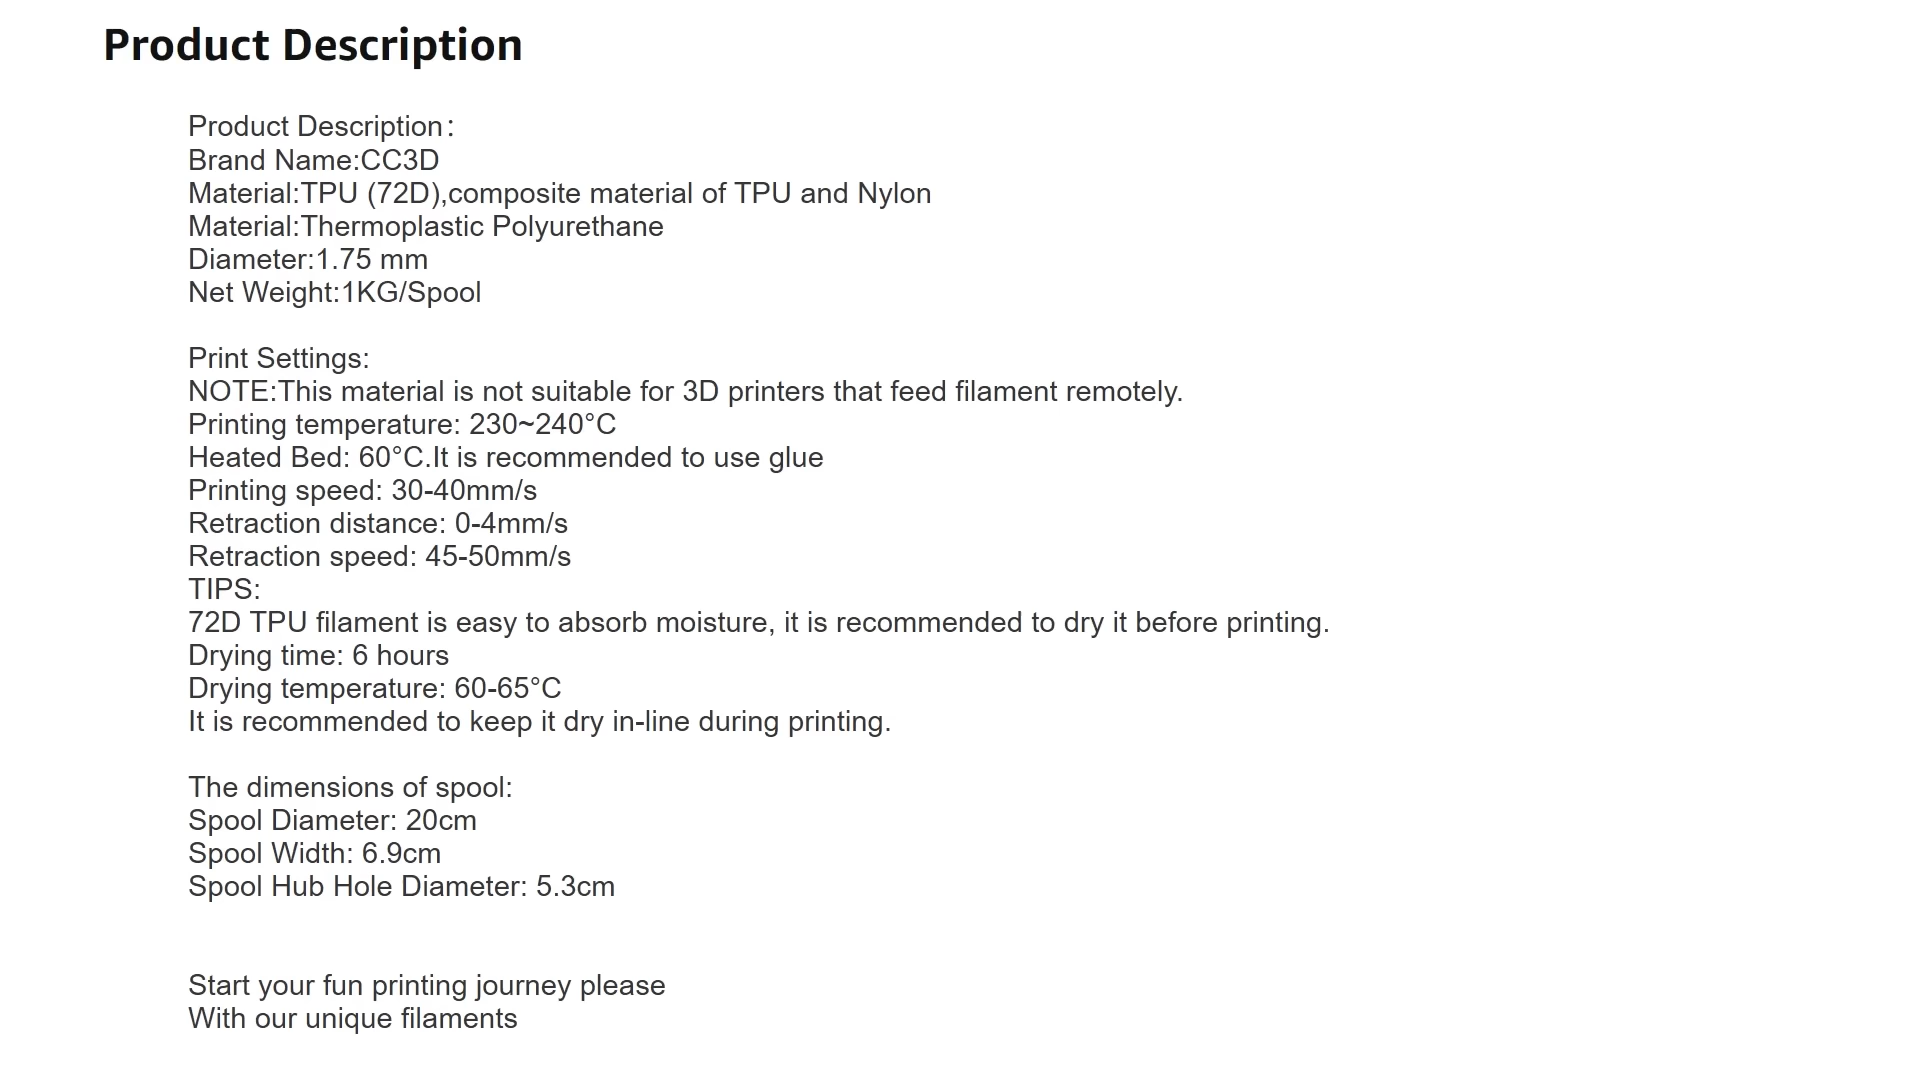 Product Description
Product Description：
Brand Name:CC3D
Material:TPU (72D),composite material of TPU and Nylon
Material:Thermoplastic Polyurethane
Diameter:1.75 mm
Net Weight:1KG/Spool
Print Settings:
NOTE:This material is not suitable for 3D printers that feed filament remotely.
Printing temperature: 230~240°C
Heated Bed: 60°C.It is recommended to use glue
Printing speed: 30-40mm/s
Retraction distance: 0-4mm/s
Retraction speed: 45-50mm/s
TIPS:
72D TPU filament is easy to absorb moisture, it is recommended to dry it before printing.
Drying time: 6 hours
Drying temperature: 60-65°C
It is recommended to keep it dry in-line during printing.
The dimensions of spool:
Spool Diameter: 20cm
Spool Width: 6.9cm
Spool Hub Hole Diameter: 5.3cm
Start your fun printing journey please
With our unique filaments